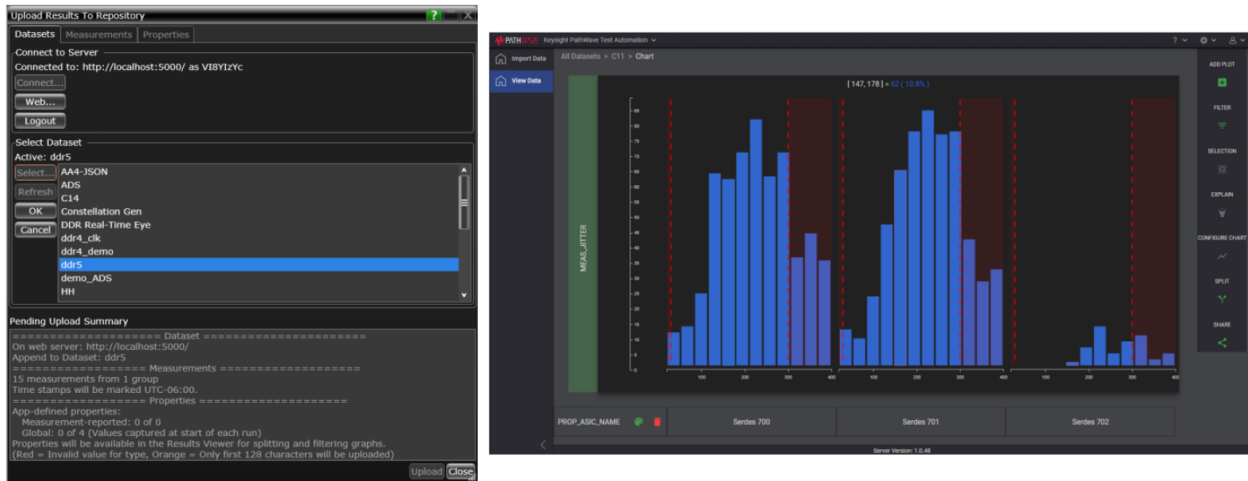 Upload Results To Repository
?
X
Datasets
Measurements
Properties
Connect to Server
Connected to: http://localhost:5000/ as VI8YIzYc
Connect...
Web...
Logout
Select Dataset
Active: ddr5
Select...
Refresh
OK
Cancel
AA4-JSON
ADS
C14
Constellation Gen
DDR Real-Time Eye
ddr4_clk
ddr4_demo
ddr5
demo_ADS
HH
Pending Upload Summary
==================== Dataset ======================
On web server: http://localhost:5000/
Append to Dataset: ddr5
================== Measurements ===================
15 measurements from 1 group
Time stamps will be marked UTC-06:00.
================== Properties ====================
App-defined properties:
Measurement-reported: 0 of 0
Global: 0 of 4 (Values captured at start of each run)
Properties will be available in the Results Viewer for splitting and filtering graphs.
(Red = Invalid value for type, Orange = Only first 128 characters will be uploaded)
Upload
Close
PATHWAVE Keysight PathWave Test Automation
?
Import Data
View Data
All Datasets > C11 > Chart
[ 147, 178 ] = 62 ( 10.8% )
MEAS_JITTER
100 200 300 400
100 200 300 400
100 200 300 400
PROP_ASIC_NAME
Serdes 700
Serdes 701
Serdes 702
Server Version: 1.0.48
ADD PLOT
FILTER
SELECTION
EXPLAIN
CONFIGURE CHART
SPLIT
SHARE